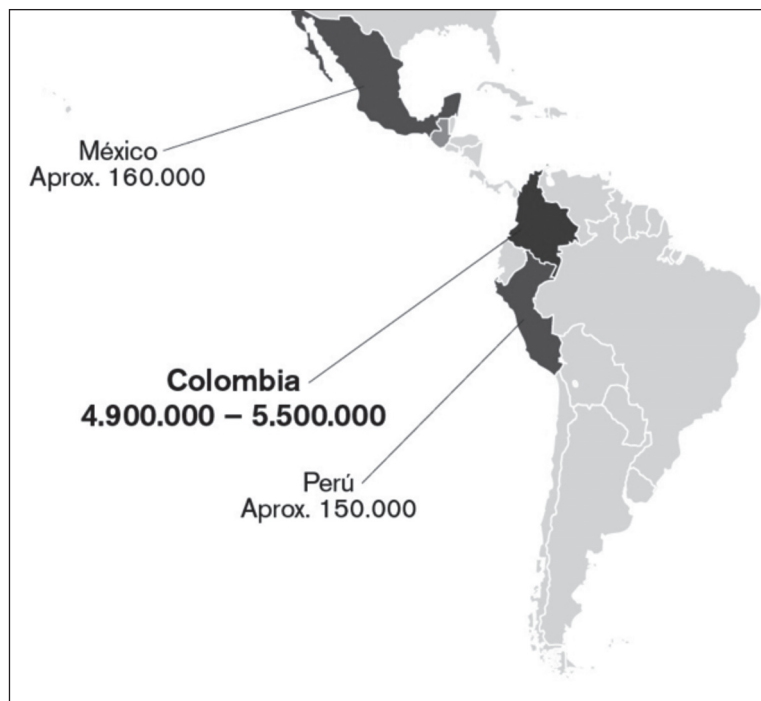 México
Aprox. 160.000
Colombia
4.900.000 – 5.500.000
Perú
Aprox. 150.000